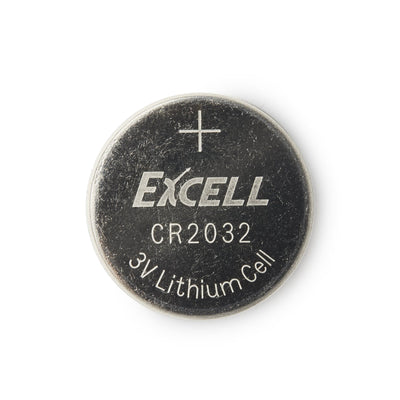 +
EXCELL
CR2032
3V Lithium Cell